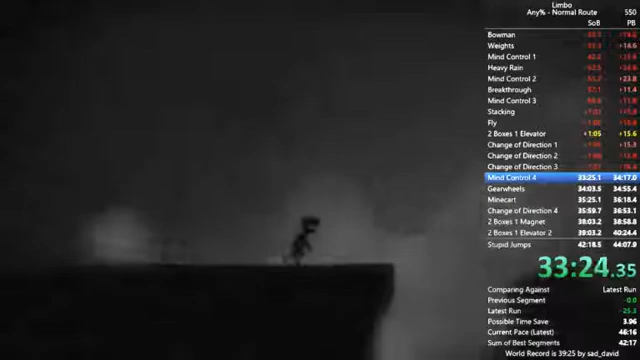 Limbo
Any% - Normal Route 550
SoB PB
Bowman
Weights
Mind Control 1
Heavy Rain
Mind Control 2 +23.8
Breakthrough +11.4
Mind Control 3
Stacking
Fly
2 Boxes 1 Elevator +1:05 +15.6
Change of Direction 1
Change of Direction 2
Change of Direction 3
Mind Control 4 33:25.1 34:17.0
Gearwheels 34:03.5 34:55.4
Minecart 35:25.1 36:18.4
Change of Direction 4 35:59.7 36:53.1
2 Boxes 1 Magnet 38:03.2 38:58.8
2 Boxes 1 Elevator 2 39:03.2 40:24.4
Stupid Jumps 42:18.5 44:07.9
33:24.35
Comparing Against Latest Run
Previous Segment -0.0
Latest Run -25.3
Possible Time Save 3.96
Current Pace (Latest) 46:16
Sum of Best Segments 42:17
World Record is 39:25 by sad_david